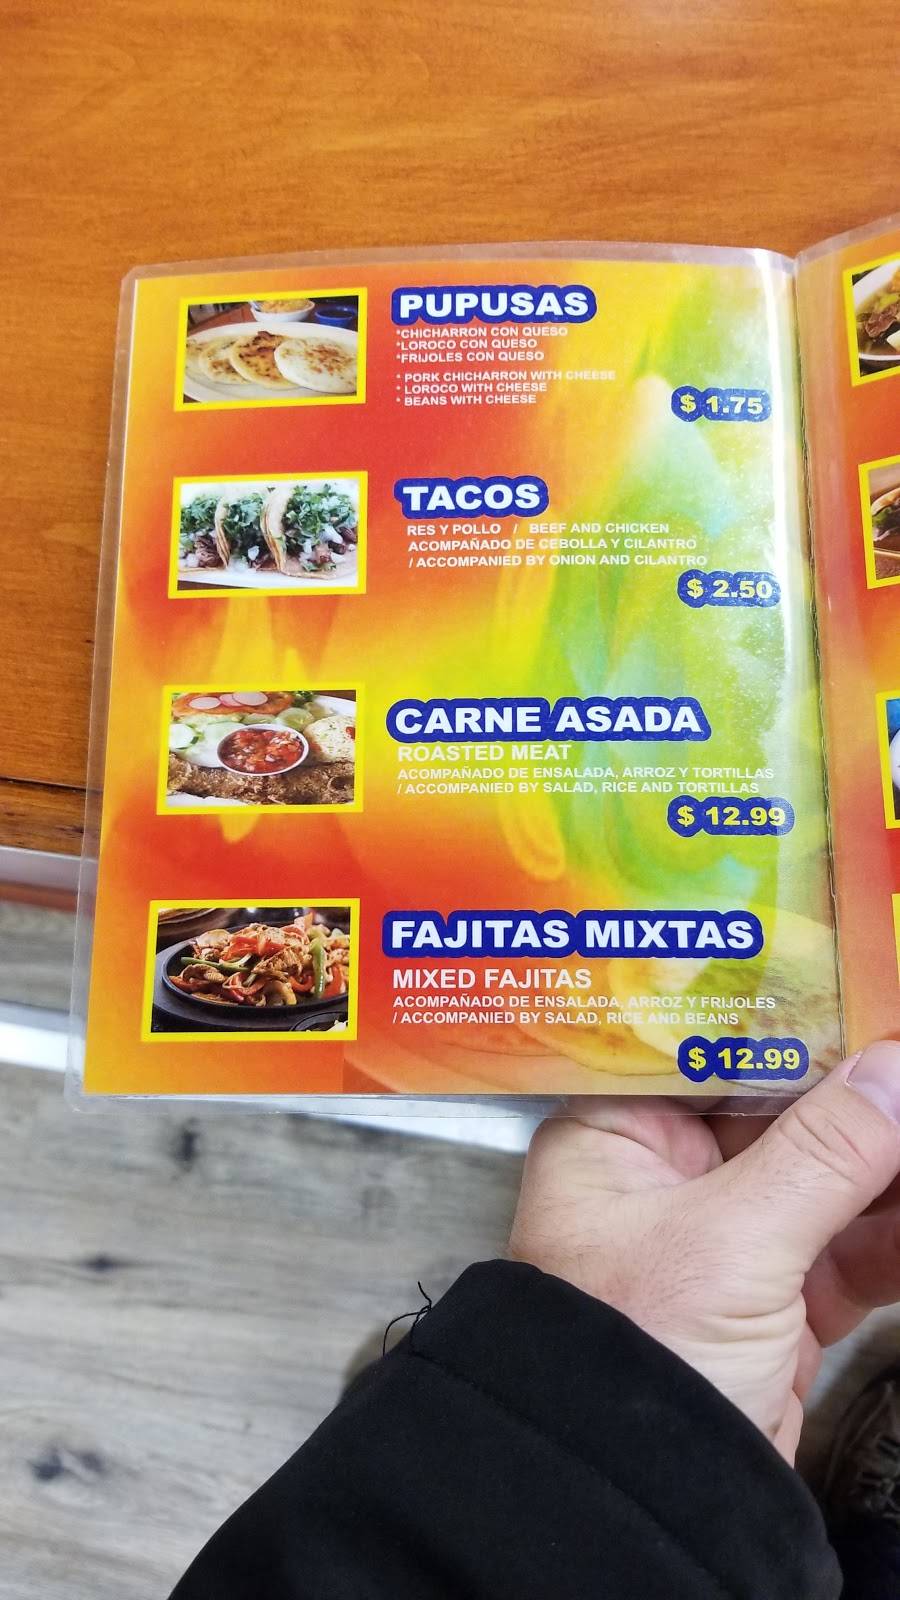 PUPUSAS
*CHICHARRON CON QUESO
*LOROCO CON QUESO
*FRIJOLES CON QUESO
* PORK CHICHARRON WITH CHEESE
* LOROCO WITH CHEESE
* BEANS WITH CHEESE
$ 1.75
TACOS
RES Y POLLO / BEEF AND CHICKEN
ACOMPAÑADO DE CEBOLLA Y CILANTRO
/ ACCOMPANIED BY ONION AND CILANTRO
$ 2.50
CARNE ASADA
ROASTED MEAT
ACOMPAÑADO DE ENSALADA, ARROZ Y TORTILLAS
/ ACCOMPANIED BY SALAD, RICE AND TORTILLAS
$ 12.99
FAJITAS MIXTAS
MIXED FAJITAS
ACOMPAÑADO DE ENSALADA, ARROZ Y FRIJOLES
/ ACCOMPANIED BY SALAD, RICE AND BEANS
$ 12.99